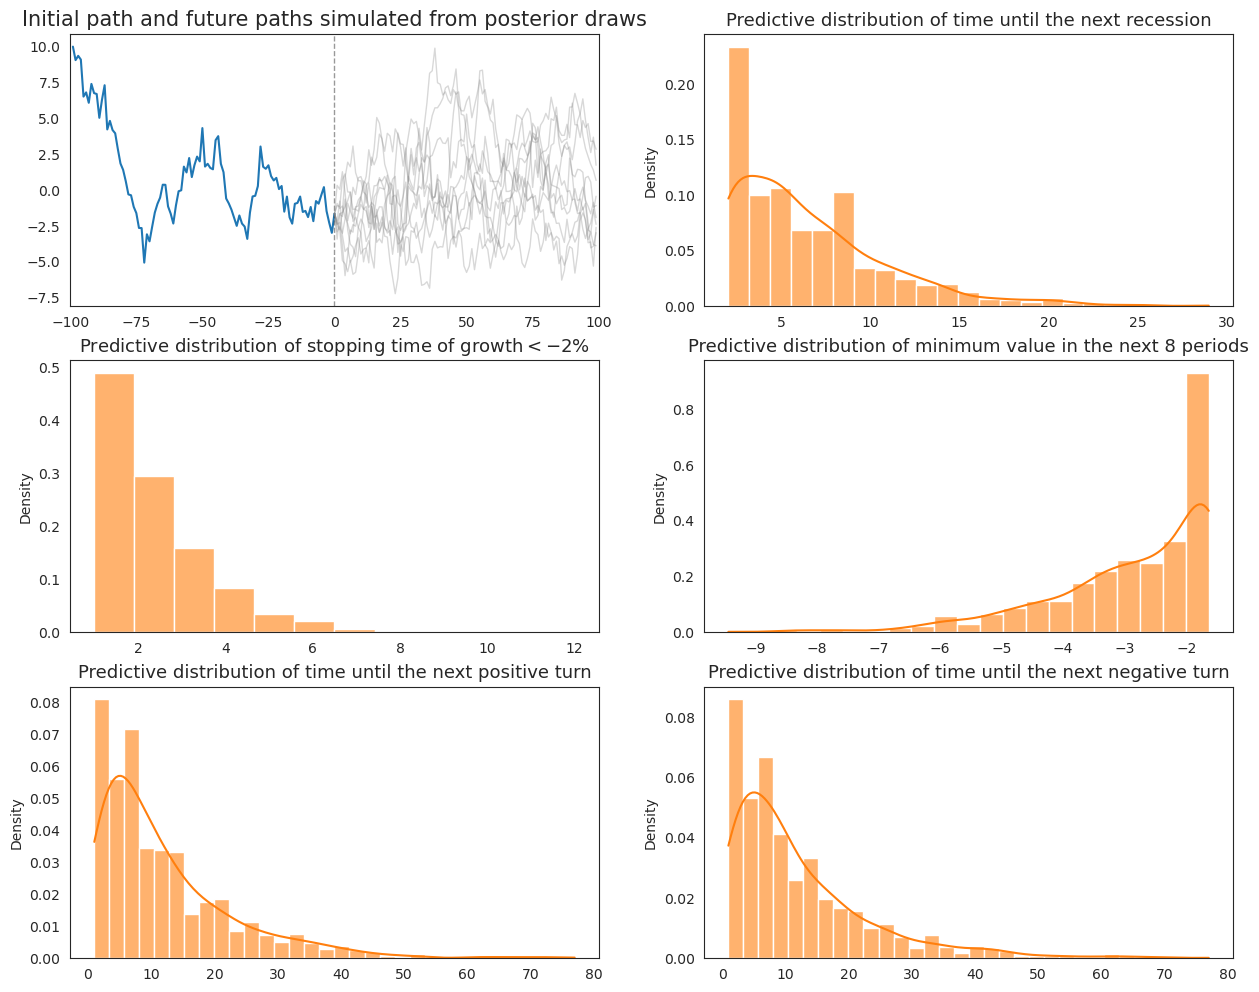 Initial path and future paths simulated from posterior draws
10.0
7.5
5.0
2.5
0.0
−2.5
−5.0
−7.5
−100 −75 −50 −25 0 25 50 75 100
Predictive distribution of time until the next recession
Density
0.20
0.15
0.10
0.05
0.00
5 10 15 20 25 30
Predictive distribution of stopping time of growth < −2%
Density
0.5
0.4
0.3
0.2
0.1
0.0
2 4 6 8 10 12
Predictive distribution of minimum value in the next 8 periods
Density
0.8
0.6
0.4
0.2
0.0
−9 −8 −7 −6 −5 −4 −3 −2
Predictive distribution of time until the next positive turn
Density
0.08
0.07
0.06
0.05
0.04
0.03
0.02
0.01
0.00
0 10 20 30 40 50 60 70 80
Predictive distribution of time until the next negative turn
Density
0.08
0.06
0.04
0.02
0.00
0 10 20 30 40 50 60 70 80